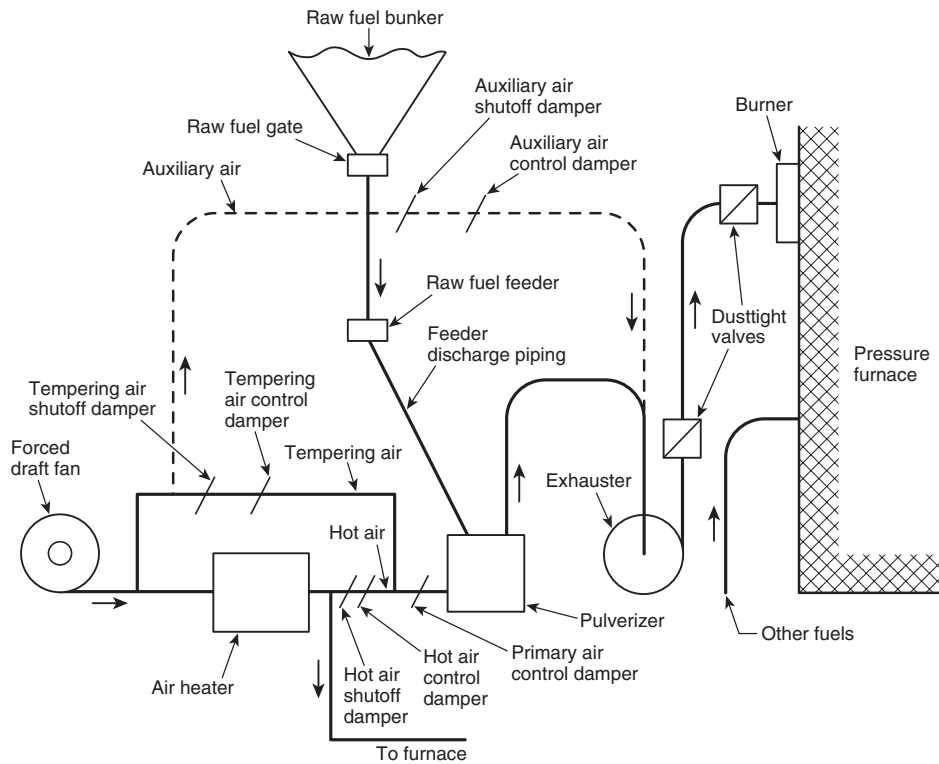 Raw fuel bunker
Auxiliary air
shutoff damper
Burner
Raw fuel gate
Auxiliary air
control damper
Auxiliary air
Raw fuel feeder
Dusttight
valves
Feeder
discharge piping
Pressure
furnace
Tempering air
shutoff damper
Tempering
air control
damper
Forced
draft fan
Tempering air
Exhauster
Hot air
Pulverizer
Other fuels
Air heater
Hot air
shutoff
damper
Hot air
control
damper
Primary air
control damper
To furnace